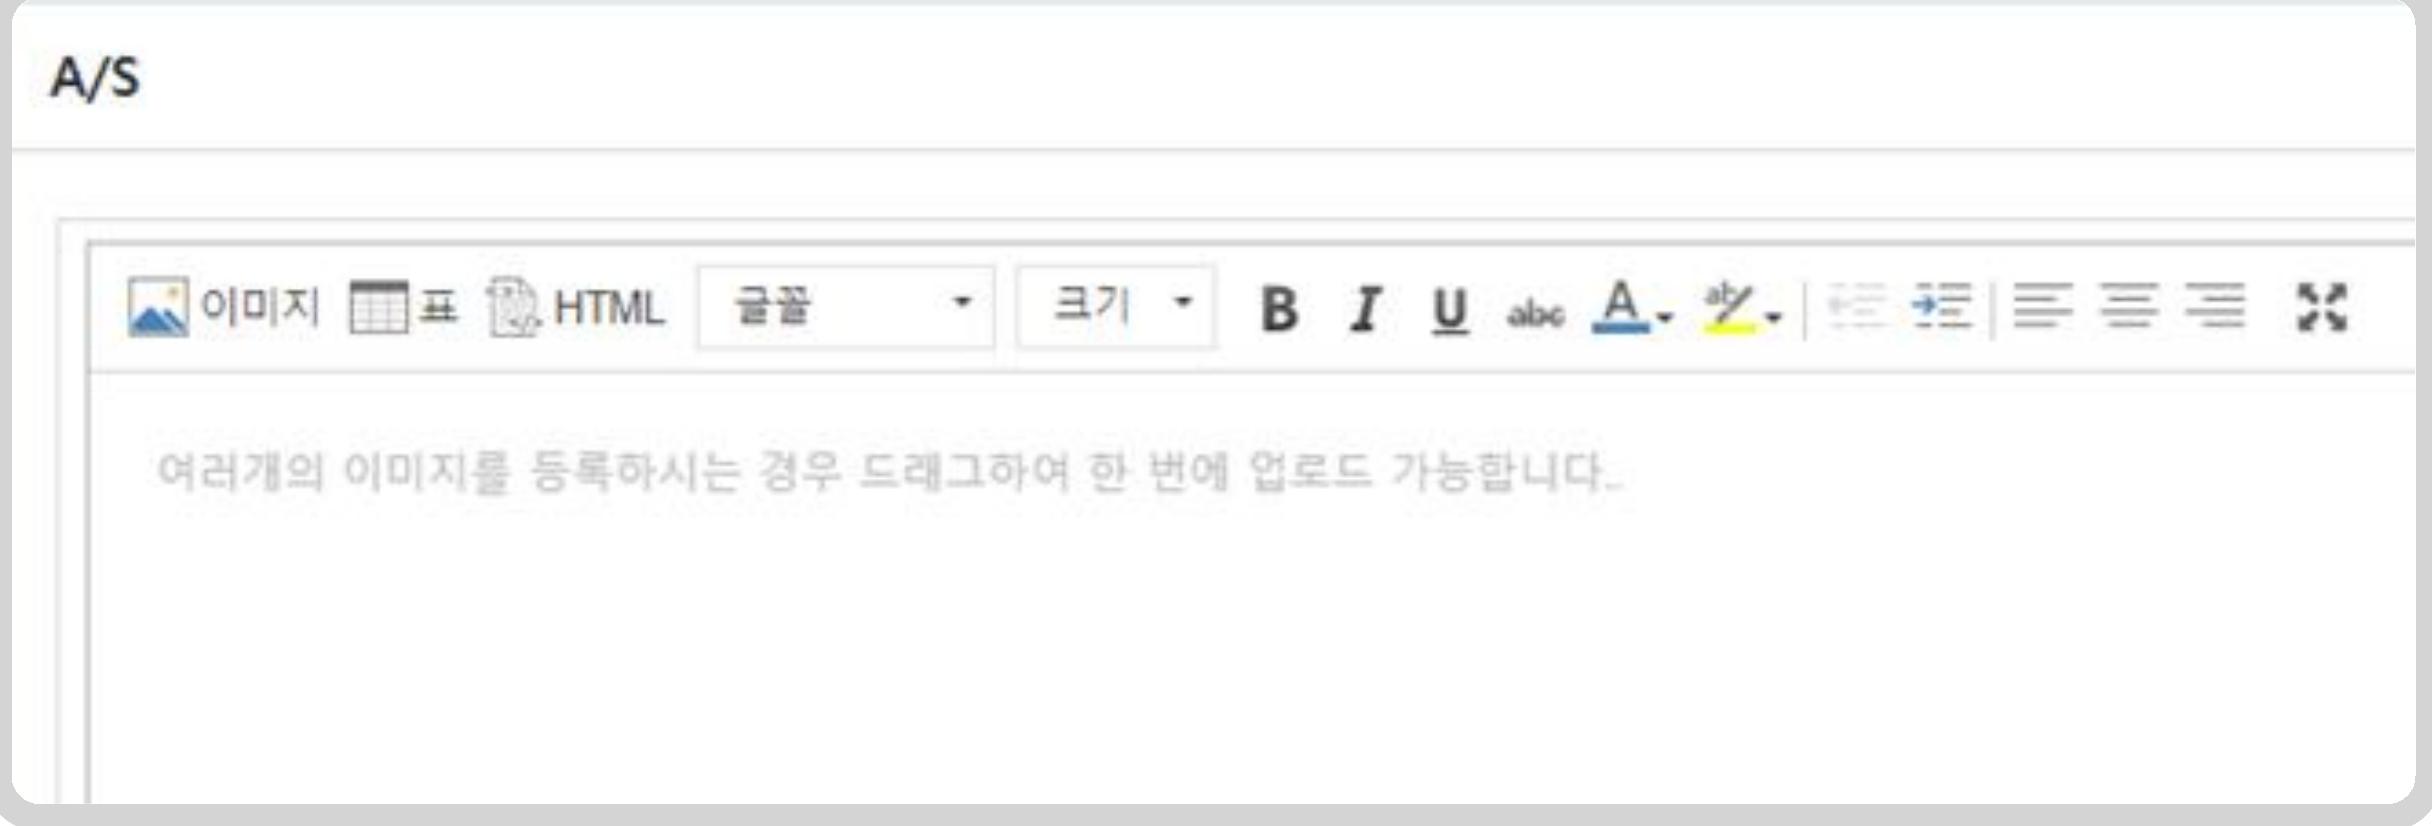 A/S
이미지 표 HTML 글꼴 크기 B I U abc A ab
여러개의 이미지를 등록하시는 경우 드래그하여 한 번에 업로드 가능합니다.